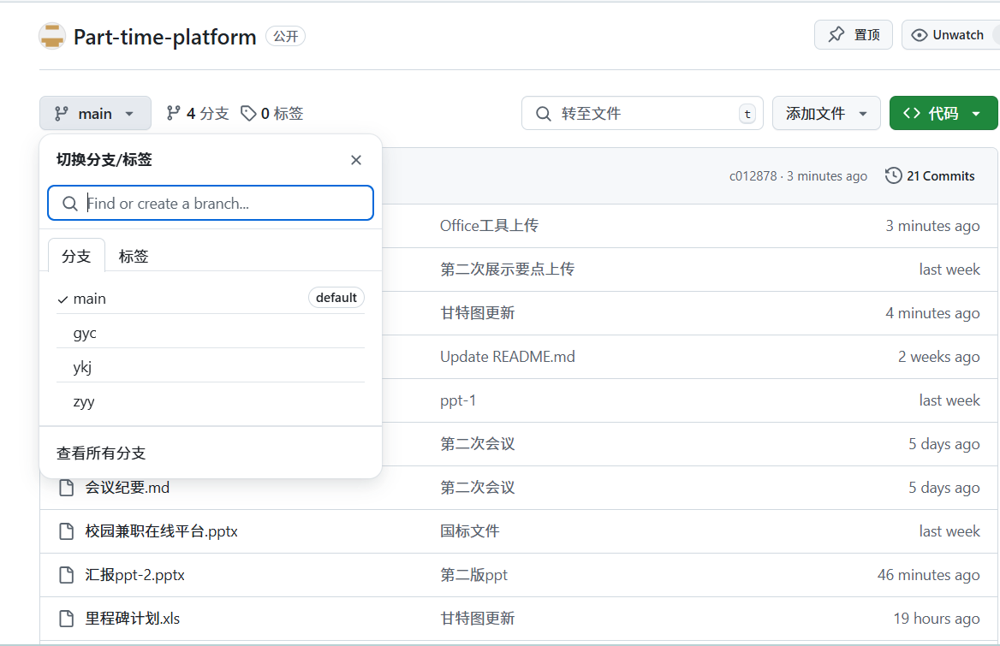 Part-time-platform 公开 置顶 Unwatch
main 4 分支 0 标签 转至文件 t 添加文件 代码
切换分支/标签
c012878 · 3 minutes ago 21 Commits
Find or create a branch...
Office工具上传 3 minutes ago
分支 标签
第二次展示要点上传 last week
main default
甘特图更新 4 minutes ago
gyc
Update README.md 2 weeks ago
ykj
zyy
ppt-1 last week
第二次会议 5 days ago
查看所有分支
会议纪要.md 第二次会议 5 days ago
校园兼职在线平台.pptx 国标文件 last week
汇报ppt-2.pptx 第二版ppt 46 minutes ago
里程碑计划.xls 甘特图更新 19 hours ago